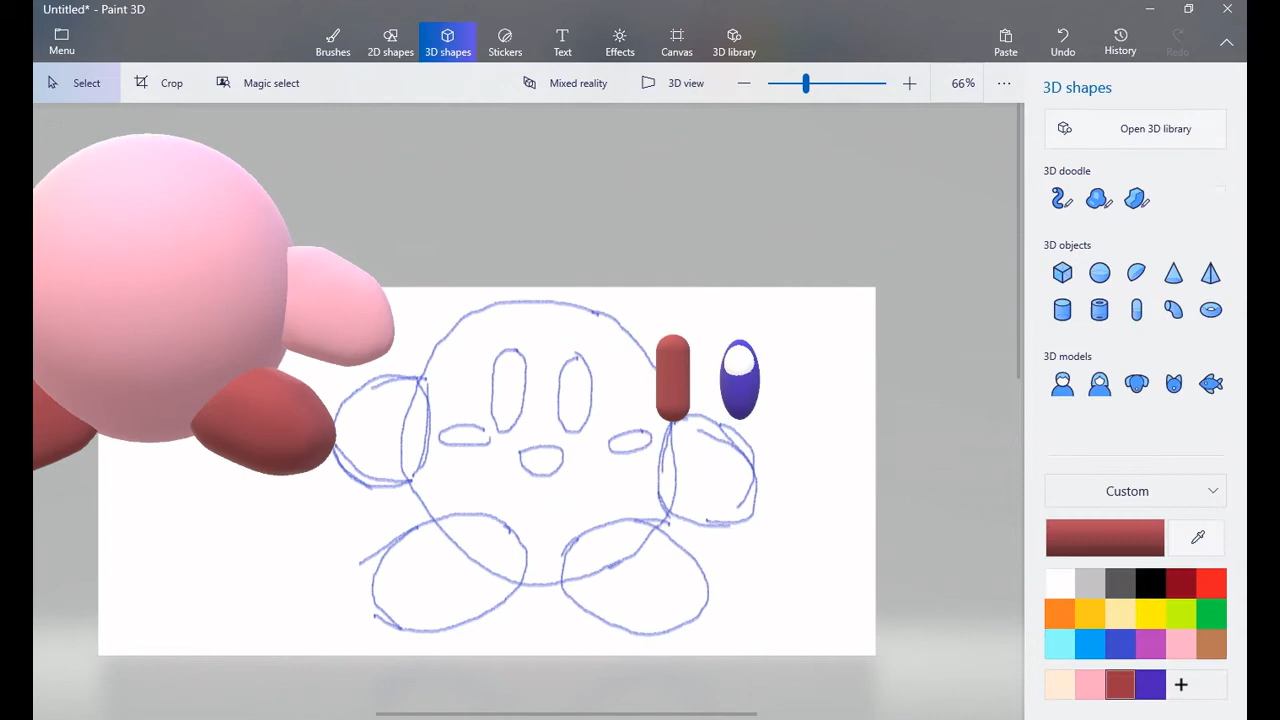 Untitled* - Paint 3D
Menu
Brushes
2D shapes
3D shapes
Stickers
Text
Effects
Canvas
3D library
Paste
Undo
History
Redo
Select
Crop
Magic select
Mixed reality
3D view
66%
3D shapes
Open 3D library
3D doodle
3D objects
3D models
Custom